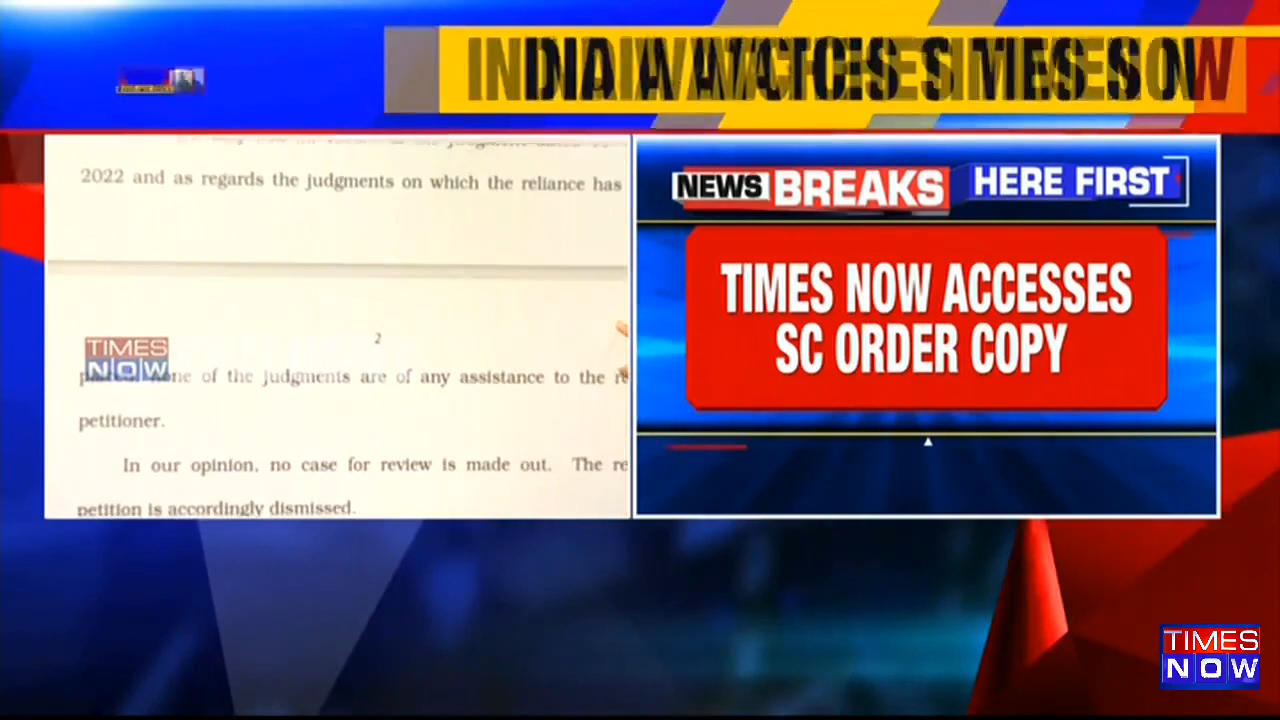 2022 and as regards the judgments on which the reliance has
2
TIMES
NOW
of the judgments are of any assistance to the
petitioner.
In our opinion, no case for review is made out. The
petition is accordingly dismissed.
NEWS BREAKS HERE FIRST
TIMES NOW ACCESSES
SC ORDER COPY
TIMES
NOW